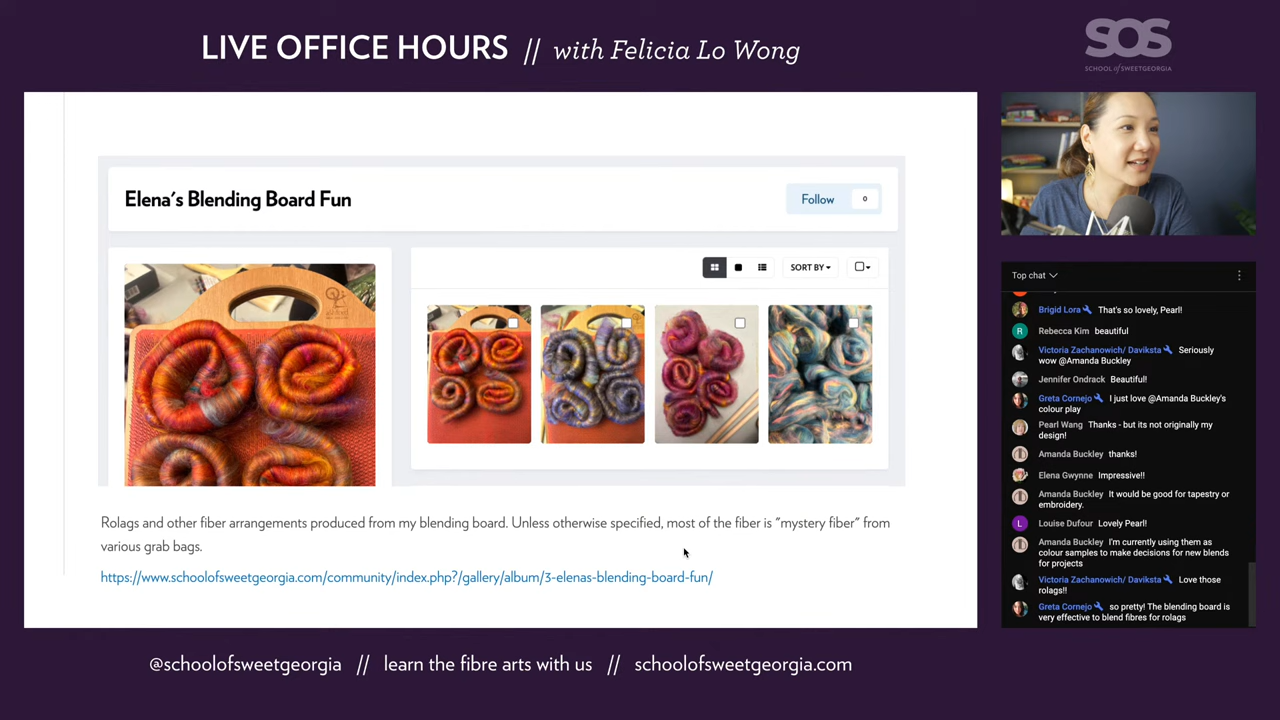 LIVE OFFICE HOURS // with Felicia Lo Wong
SOS
SCHOOL of SWEETGEORGIA
Elena's Blending Board Fun
Follow 0
SORT BY
Rolags and other fiber arrangements produced from my blending board. Unless otherwise specified, most of the fiber is "mystery fiber" from
various grab bags.
https://www.schoolofsweetgeorgia.com/community/index.php?/gallery/album/3-elenas-blending-board-fun/
Top chat
Brigid Lora That's so lovely, Pearl!
R Rebecca Kim beautiful
Victoria Zachanowich/ Daviksta Seriously
wow @Amanda Buckley
Jennifer Ondrack Beautiful!
Greta Cornejo I just love @Amanda Buckley's
colour play
Pearl Wang Thanks - but its not originally my
design!
Amanda Buckley thanks!
Elena Gwynne Impressive!!
Amanda Buckley It would be good for tapestry or
embroidery.
L Louise Dufour Lovely Pearl!
Amanda Buckley I'm currently using them as
colour samples to make decisions for new blends
for projects
Victoria Zachanowich/ Daviksta Love those
rolags!!
Greta Cornejo so pretty! The blending board is
very effective to blend fibres for rolags
@schoolofsweetgeorgia // learn the fibre arts with us // schoolofsweetgeorgia.com